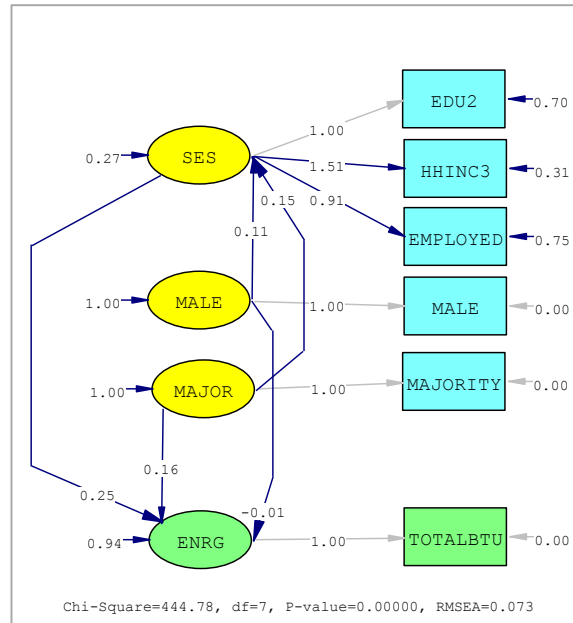 EDU2
0.70
1.00
0.27
SES
1.51
HHINC3
0.31
0.15
0.91
0.11
EMPLOYED
0.75
1.00
MALE
1.00
MALE
0.00
1.00
MAJOR
1.00
MAJORITY
0.00
0.16
0.25
-0.01
0.94
ENRG
1.00
TOTALBTU
0.00
Chi-Square=444.78, df=7, P-value=0.00000, RMSEA=0.073